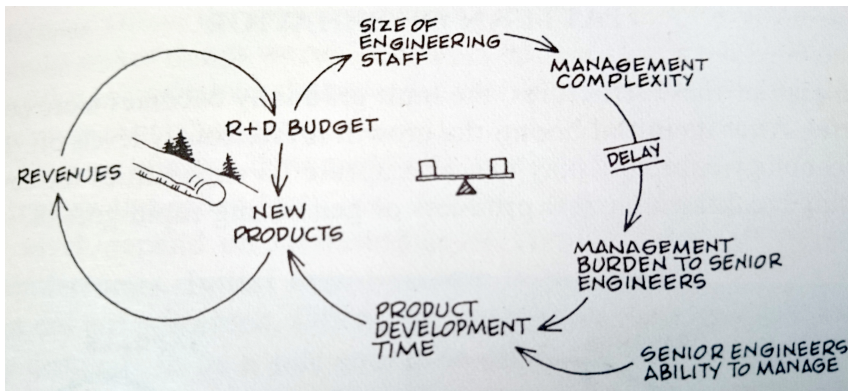 SIZE OF
ENGINEERING
STAFF
MANAGEMENT
COMPLEXITY
R+D BUDGET
DELAY
REVENUES
NEW
PRODUCTS
MANAGEMENT
BURDEN TO SENIOR
ENGINEERS
PRODUCT
DEVELOPMENT
TIME
SENIOR ENGINEERS
ABILITY TO MANAGE